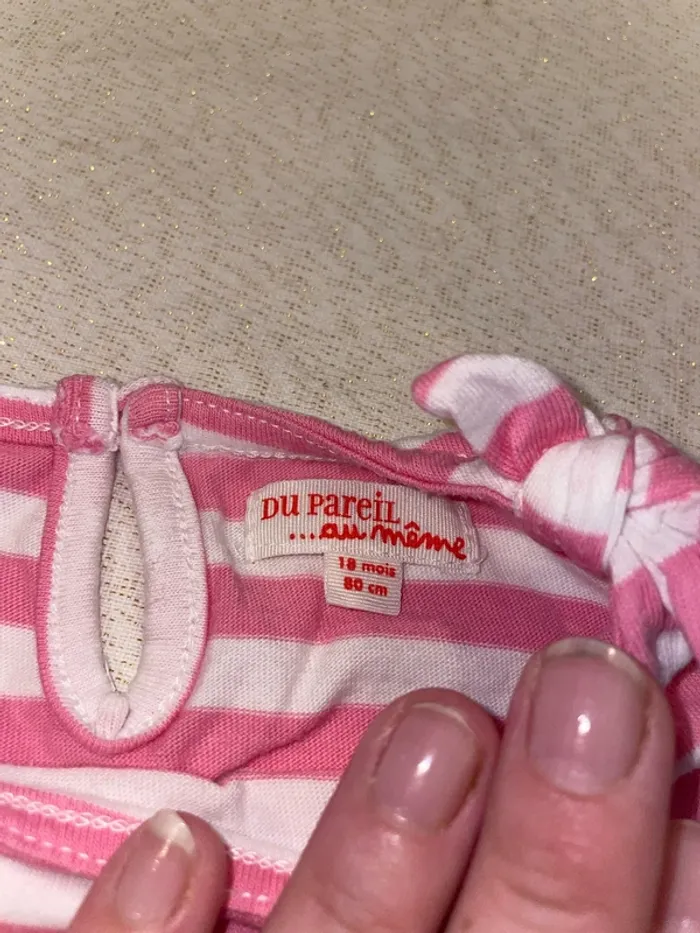 DU PAREIL
...au même
18 mois
80 cm